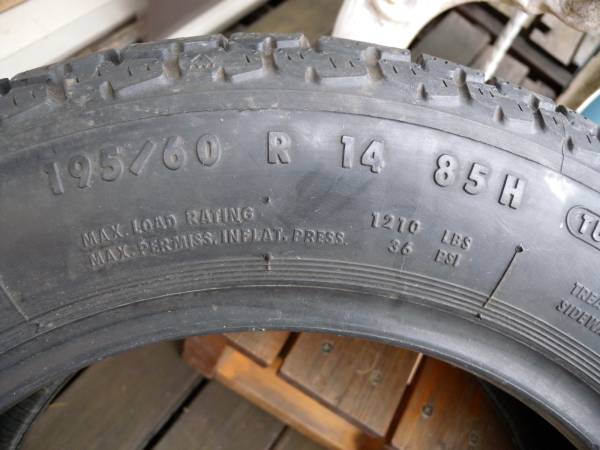 195/60 R 14 85H
MAX. LOAD RATING 1210 LBS
MAX. PERMISS. INFLAT. PRESS. 36 PSI